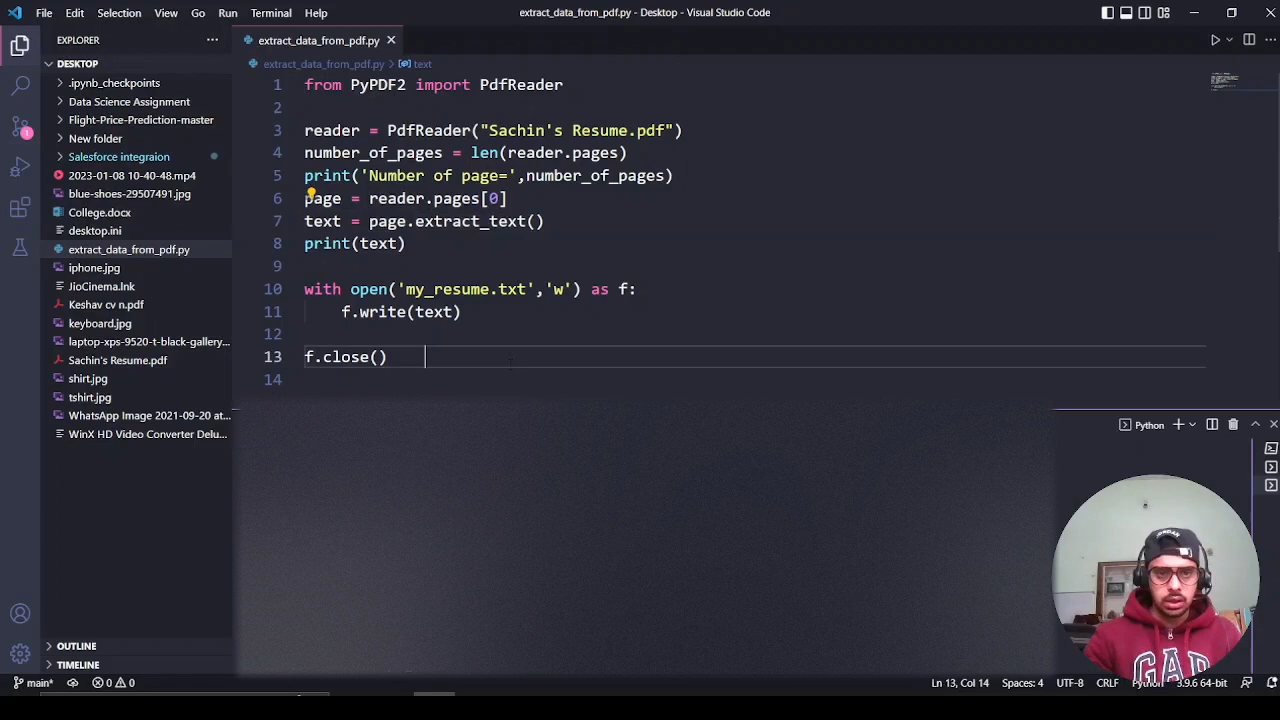 File Edit Selection View Go Run Terminal Help
extract_data_from_pdf.py - Desktop - Visual Studio Code
EXPLORER
DESKTOP
.ipynb_checkpoints
Data Science Assignment
Flight-Price-Prediction-master
New folder
Salesforce integraion
2023-01-08 10-40-48.mp4
blue-shoes-29507491.jpg
College.docx
desktop.ini
extract_data_from_pdf.py
iphone.jpg
JioCinema.lnk
Keshav cv n.pdf
keyboard.jpg
laptop-xps-9520-t-black-gallery...
Sachin's Resume.pdf
shirt.jpg
tshirt.jpg
WhatsApp Image 2021-09-20 at...
WinX HD Video Converter Delu...
OUTLINE
TIMELINE
1
extract_data_from_pdf.py
extract_data_from_pdf.py > text
1 from PyPDF2 import PdfReader
2
3 reader = PdfReader("Sachin's Resume.pdf")
4 number_of_pages = len(reader.pages)
5 print('Number of page=',number_of_pages)
6 page = reader.pages[0]
7 text = page.extract_text()
8 print(text)
9
10 with open('my_resume.txt','w') as f:
11     f.write(text)
12
13 f.close()
14
Python
GAP
main* 0 0
Ln 13, Col 14 Spaces: 4 UTF-8 CRLF Python 3.9.6 64-bit